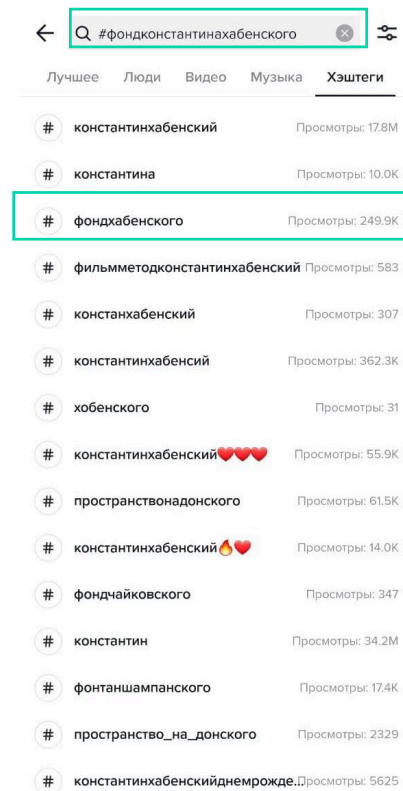 #фондконстантинахабенского
Лучшее Люди Видео Музыка Хэштеги
# константинхабенский Просмотры: 17.8M
# константина Просмотры: 10.0K
# фондхабенского Просмотры: 249.9K
# фильмметодконстантинхабенский Просмотры: 583
# констанхабенский Просмотры: 307
# константинхабенсий Просмотры: 362.3K
# хобенского Просмотры: 31
# константинхабенский❤️❤️❤️ Просмотры: 55.9K
# пространствонадонского Просмотры: 61.5K
# константинхабенский🔥❤️ Просмотры: 14.0K
# фондчайковского Просмотры: 347
# константин Просмотры: 34.2M
# фонтаншампанского Просмотры: 17.4K
# пространство_на_донского Просмотры: 2329
# константинхабенскийднемрожде... Просмотры: 5625